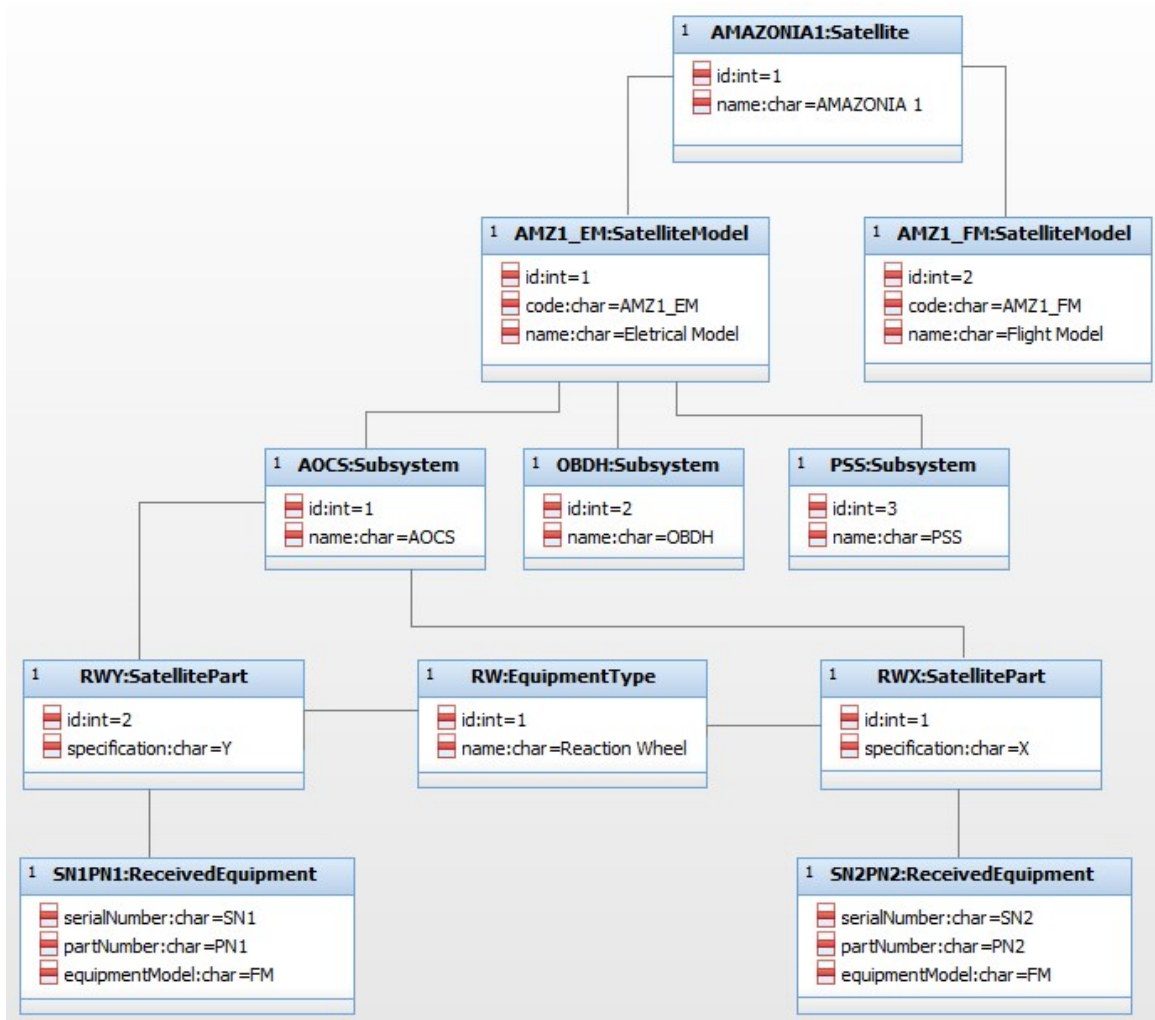 1 AMAZONIA1:Satellite
id:int=1
name:char=AMAZONIA 1
1 AMZ1_EM:SatelliteModel
id:int=1
code:char=AMZ1_EM
name:char=Eletrical Model
1 AMZ1_FM:SatelliteModel
id:int=2
code:char=AMZ1_FM
name:char=Flight Model
1 AOCS:Subsystem
id:int=1
name:char=AOCS
1 OBDH:Subsystem
id:int=2
name:char=OBDH
1 PSS:Subsystem
id:int=3
name:char=PSS
1 RWY:SatellitePart
id:int=2
specification:char=Y
1 RW:EquipmentType
id:int=1
name:char=Reaction Wheel
1 RWX:SatellitePart
id:int=1
specification:char=X
1 SN1PN1:ReceivedEquipment
serialNumber:char=SN1
partNumber:char=PN1
equipmentModel:char=FM
1 SN2PN2:ReceivedEquipment
serialNumber:char=SN2
partNumber:char=PN2
equipmentModel:char=FM